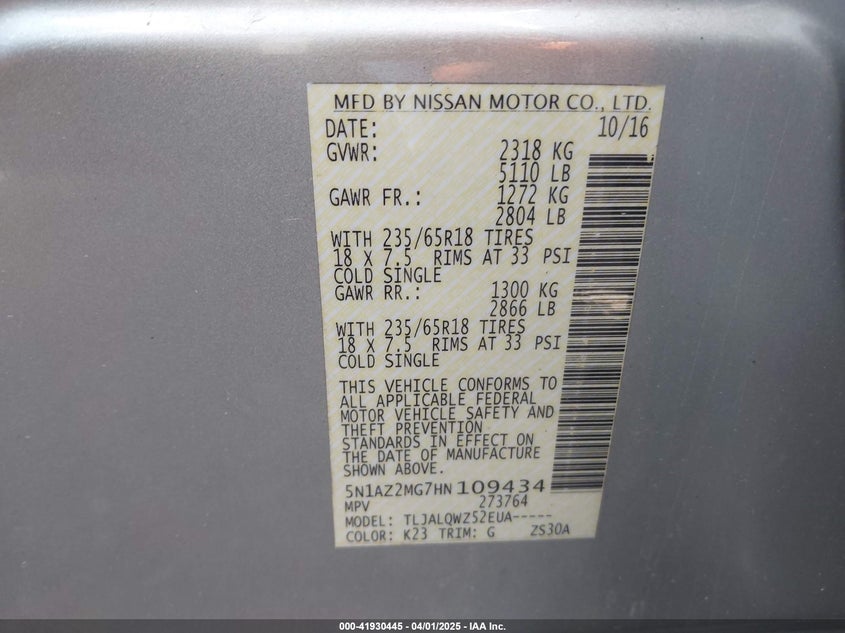 MFD BY NISSAN MOTOR CO., LTD.
DATE: 10/16
GVWR: 2318 KG
5110 LB
GAWR FR.: 1272 KG
2804 LB
WITH 235/65R18 TIRES
18 X 7.5 RIMS AT 33 PSI
COLD SINGLE
GAWR RR.: 1300 KG
2866 LB
WITH 235/65R18 TIRES
18 X 7.5 RIMS AT 33 PSI
COLD SINGLE
THIS VEHICLE CONFORMS TO
ALL APPLICABLE FEDERAL
MOTOR VEHICLE SAFETY AND
THEFT PREVENTION
STANDARDS IN EFFECT ON
THE DATE OF MANUFACTURE
SHOWN ABOVE.
5N1AZ2MG7HN109434
MPV 273764
MODEL: TLJALQWZ52EUA-----
COLOR: K23 TRIM: G ZS30A
000-41930445 - 04/01/2025 - IAA Inc.